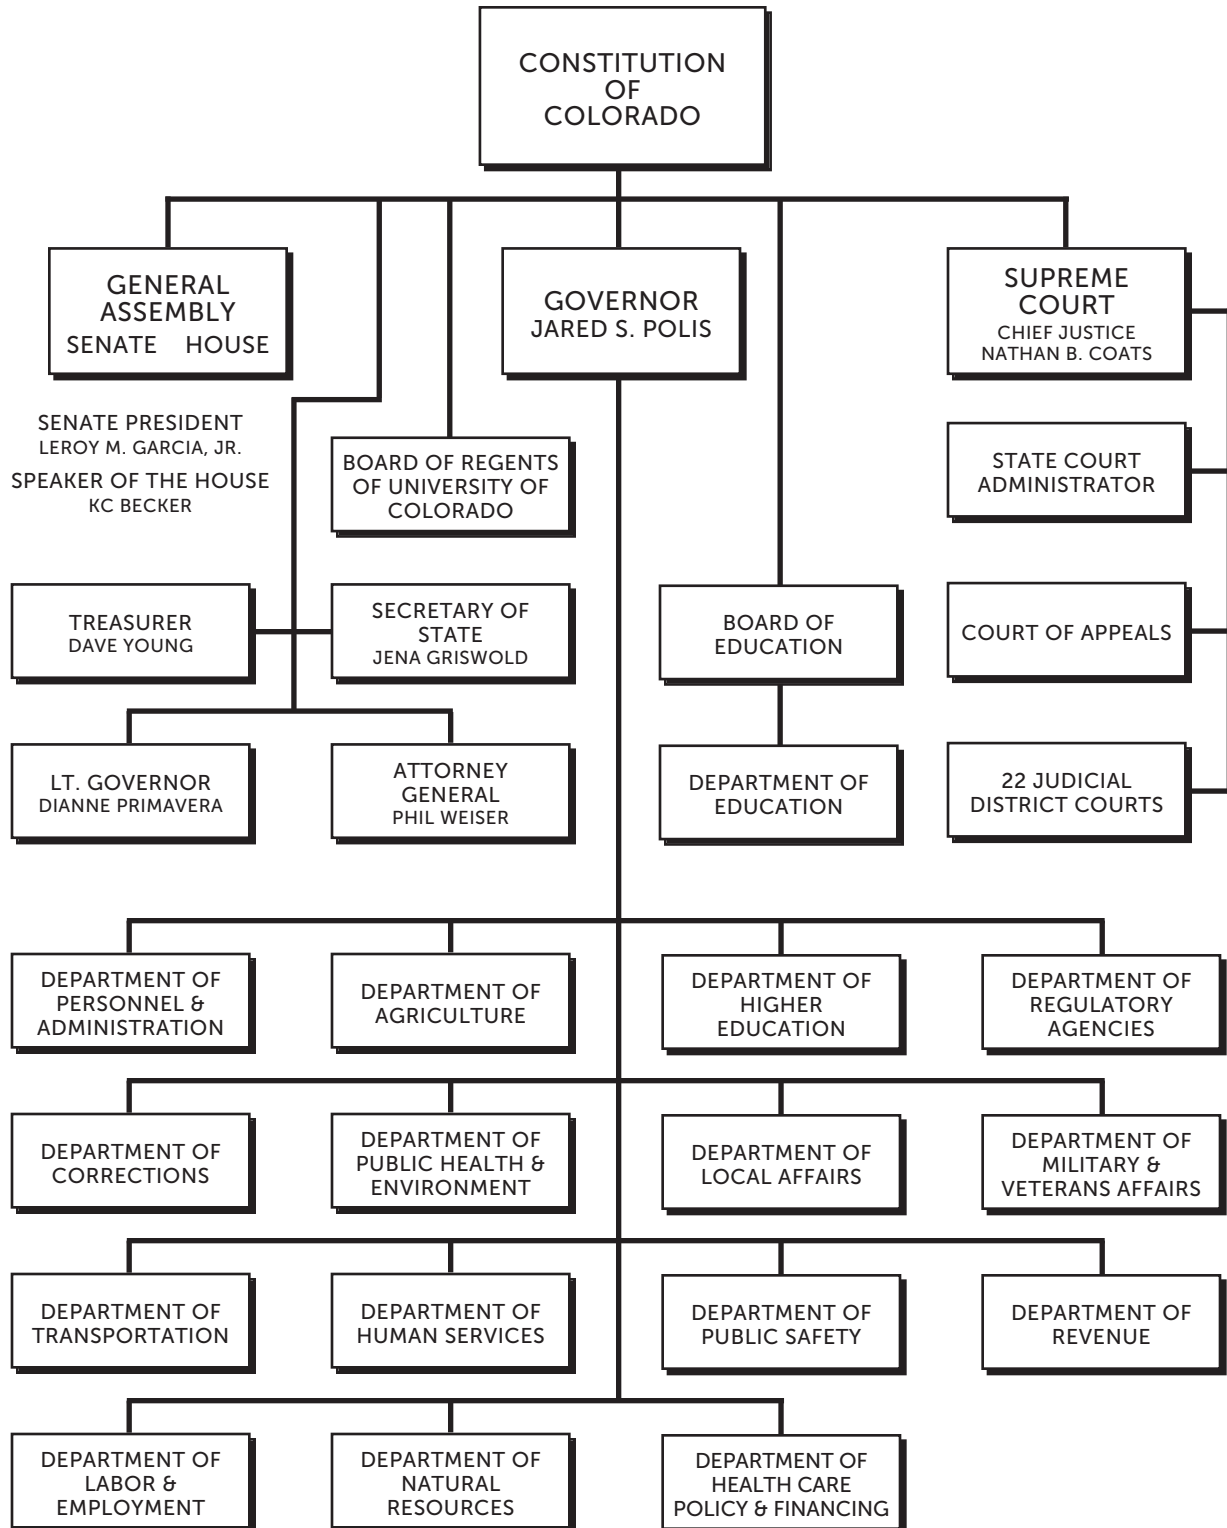 CONSTITUTION
OF
COLORADO
GENERAL
ASSEMBLY
SENATE HOUSE
GOVERNOR
JARED S. POLIS
SUPREME
COURT
CHIEF JUSTICE
NATHAN B. COATS
SENATE PRESIDENT
LEROY M. GARCIA, JR.
SPEAKER OF THE HOUSE
KC BECKER
BOARD OF REGENTS
OF UNIVERSITY OF
COLORADO
STATE COURT
ADMINISTRATOR
TREASURER
DAVE YOUNG
SECRETARY OF
STATE
JENA GRISWOLD
BOARD OF
EDUCATION
COURT OF APPEALS
LT. GOVERNOR
DIANNE PRIMAVERA
ATTORNEY
GENERAL
PHIL WEISER
DEPARTMENT OF
EDUCATION
22 JUDICIAL
DISTRICT COURTS
DEPARTMENT OF
PERSONNEL &
ADMINISTRATION
DEPARTMENT OF
AGRICULTURE
DEPARTMENT OF
HIGHER
EDUCATION
DEPARTMENT OF
REGULATORY
AGENCIES
DEPARTMENT OF
CORRECTIONS
DEPARTMENT OF
PUBLIC HEALTH &
ENVIRONMENT
DEPARTMENT OF
LOCAL AFFAIRS
DEPARTMENT OF
MILITARY &
VETERANS AFFAIRS
DEPARTMENT OF
TRANSPORTATION
DEPARTMENT OF
HUMAN SERVICES
DEPARTMENT OF
PUBLIC SAFETY
DEPARTMENT OF
REVENUE
DEPARTMENT OF
LABOR &
EMPLOYMENT
DEPARTMENT OF
NATURAL
RESOURCES
DEPARTMENT OF
HEALTH CARE
POLICY & FINANCING